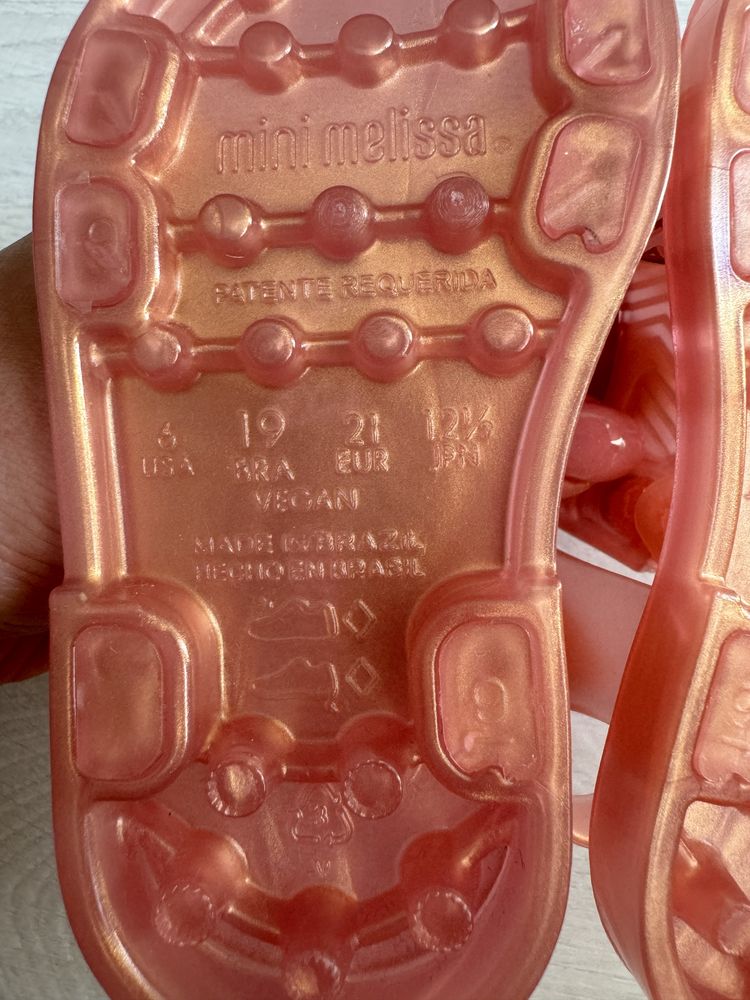 mini melissa
PATENTE REQUERIDA
6 19 21 12½
USA BRA EUR JPN
VEGAN
MADE IN BRAZIL
HECHO EN BRASIL
3
V